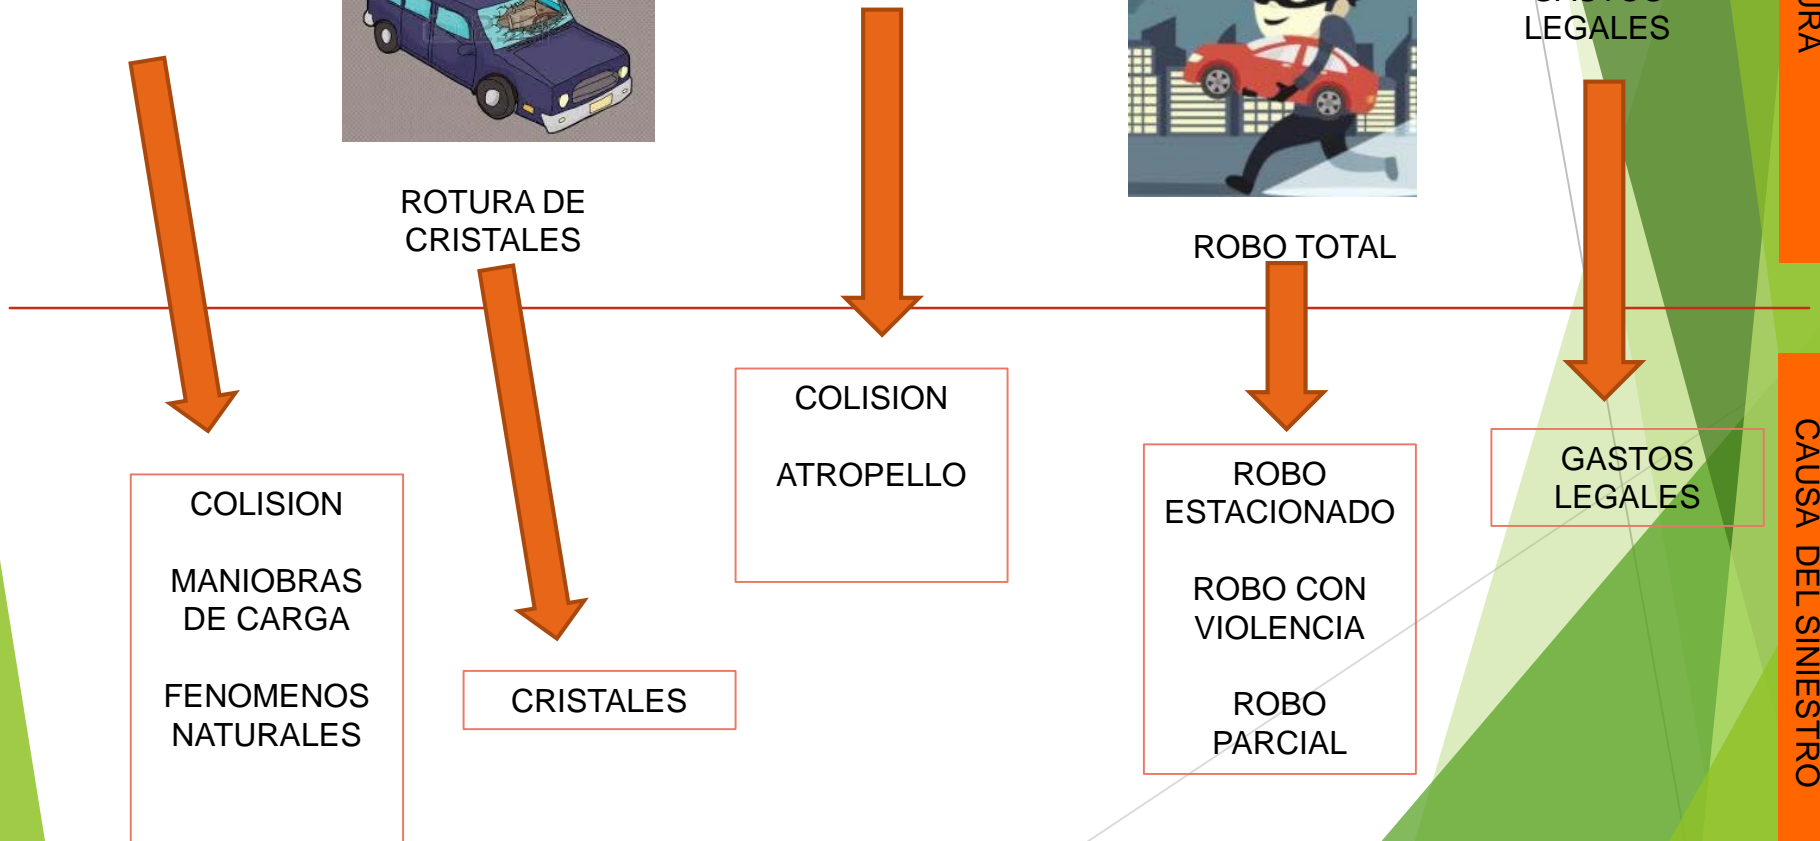 LEGALES
ROTURA DE
CRISTALES
ROBO TOTAL
COLISION
MANIOBRAS
DE CARGA
FENOMENOS
NATURALES
CRISTALES
COLISION
ATROPELLO
ROBO
ESTACIONADO
ROBO CON
VIOLENCIA
ROBO
PARCIAL
GASTOS
LEGALES
CAUSA DEL SINIESTRO